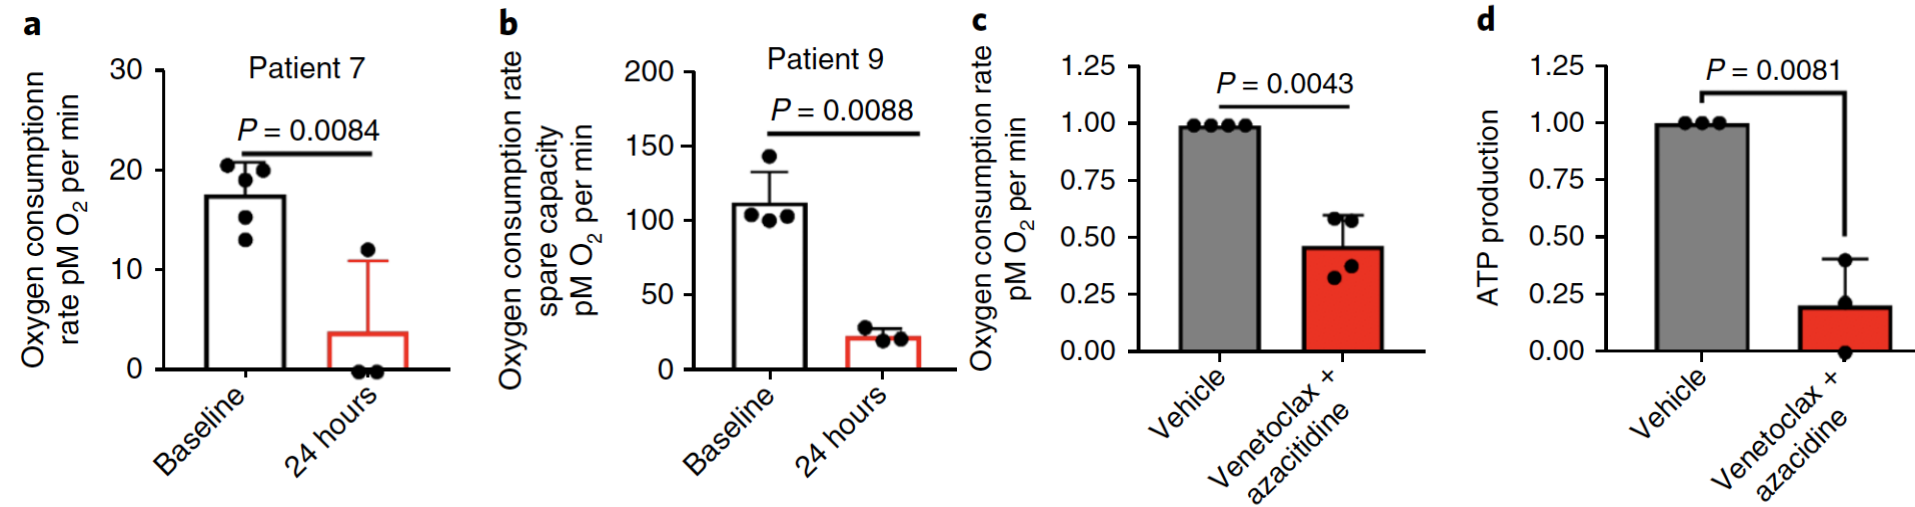 a
Patient 7
P = 0.0084
Oxygen consumptionn
rate pM O2 per min
30
20
10
0
Baseline
24 hours
b
Patient 9
P = 0.0088
Oxygen consumption rate
spare capacity
pM O2 per min
200
150
100
50
0
Baseline
24 hours
c
P = 0.0043
Oxygen consumption rate
pM O2 per min
1.25
1.00
0.75
0.50
0.25
0.00
Vehicle
Venetoclax +
azacitidine
d
P = 0.0081
ATP production
1.25
1.00
0.75
0.50
0.25
0.00
Vehicle
Venetoclax +
azacidine